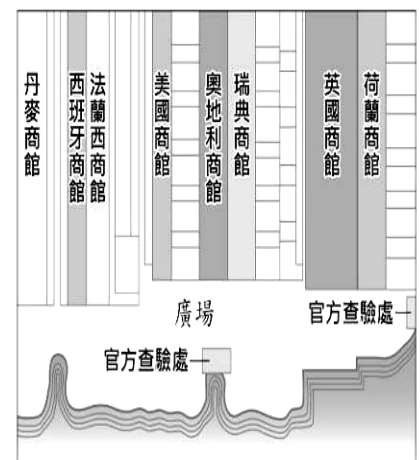 丹麥商館
西班牙商館
法蘭西商館
美國商館
奧地利商館
瑞典商館
英國商館
荷蘭商館
廣場
官方查驗處
官方查驗處